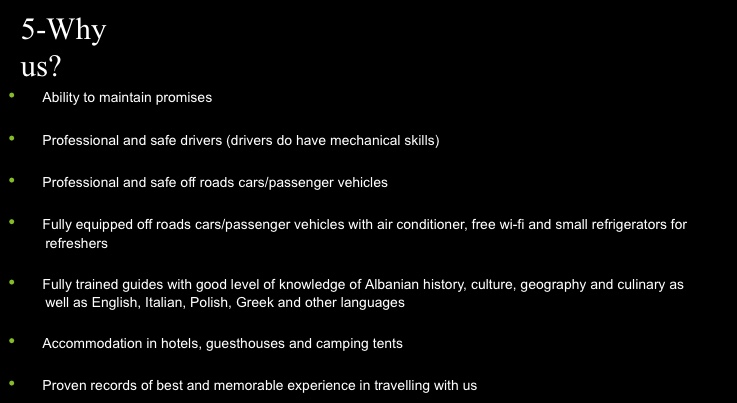 5-Why
us?
• Ability to maintain promises
• Professional and safe drivers (drivers do have mechanical skills)
• Professional and safe off roads cars/passenger vehicles
• Fully equipped off roads cars/passenger vehicles with air conditioner, free wi-fi and small refrigerators for
refreshers
• Fully trained guides with good level of knowledge of Albanian history, culture, geography and culinary as
well as English, Italian, Polish, Greek and other languages
• Accommodation in hotels, guesthouses and camping tents
• Proven records of best and memorable experience in travelling with us